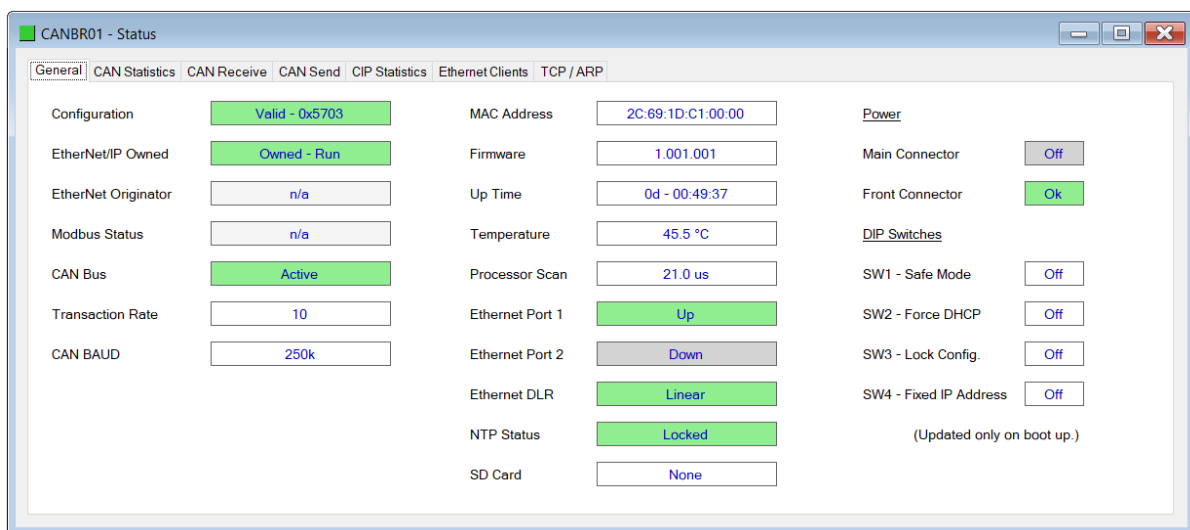 CANBR01 - Status
General CAN Statistics CAN Receive CAN Send CIP Statistics Ethernet Clients TCP / ARP
Configuration Valid - 0x5703
EtherNet/IP Owned Owned - Run
EtherNet Originator n/a
Modbus Status n/a
CAN Bus Active
Transaction Rate 10
CAN BAUD 250k
MAC Address 2C:69:1D:C1:00:00
Firmware 1.001.001
Up Time 0d - 00:49:37
Temperature 45.5 °C
Processor Scan 21.0 us
Ethernet Port 1 Up
Ethernet Port 2 Down
Ethernet DLR Linear
NTP Status Locked
SD Card None
Power
Main Connector Off
Front Connector Ok
DIP Switches
SW1 - Safe Mode Off
SW2 - Force DHCP Off
SW3 - Lock Config. Off
SW4 - Fixed IP Address Off
(Updated only on boot up.)